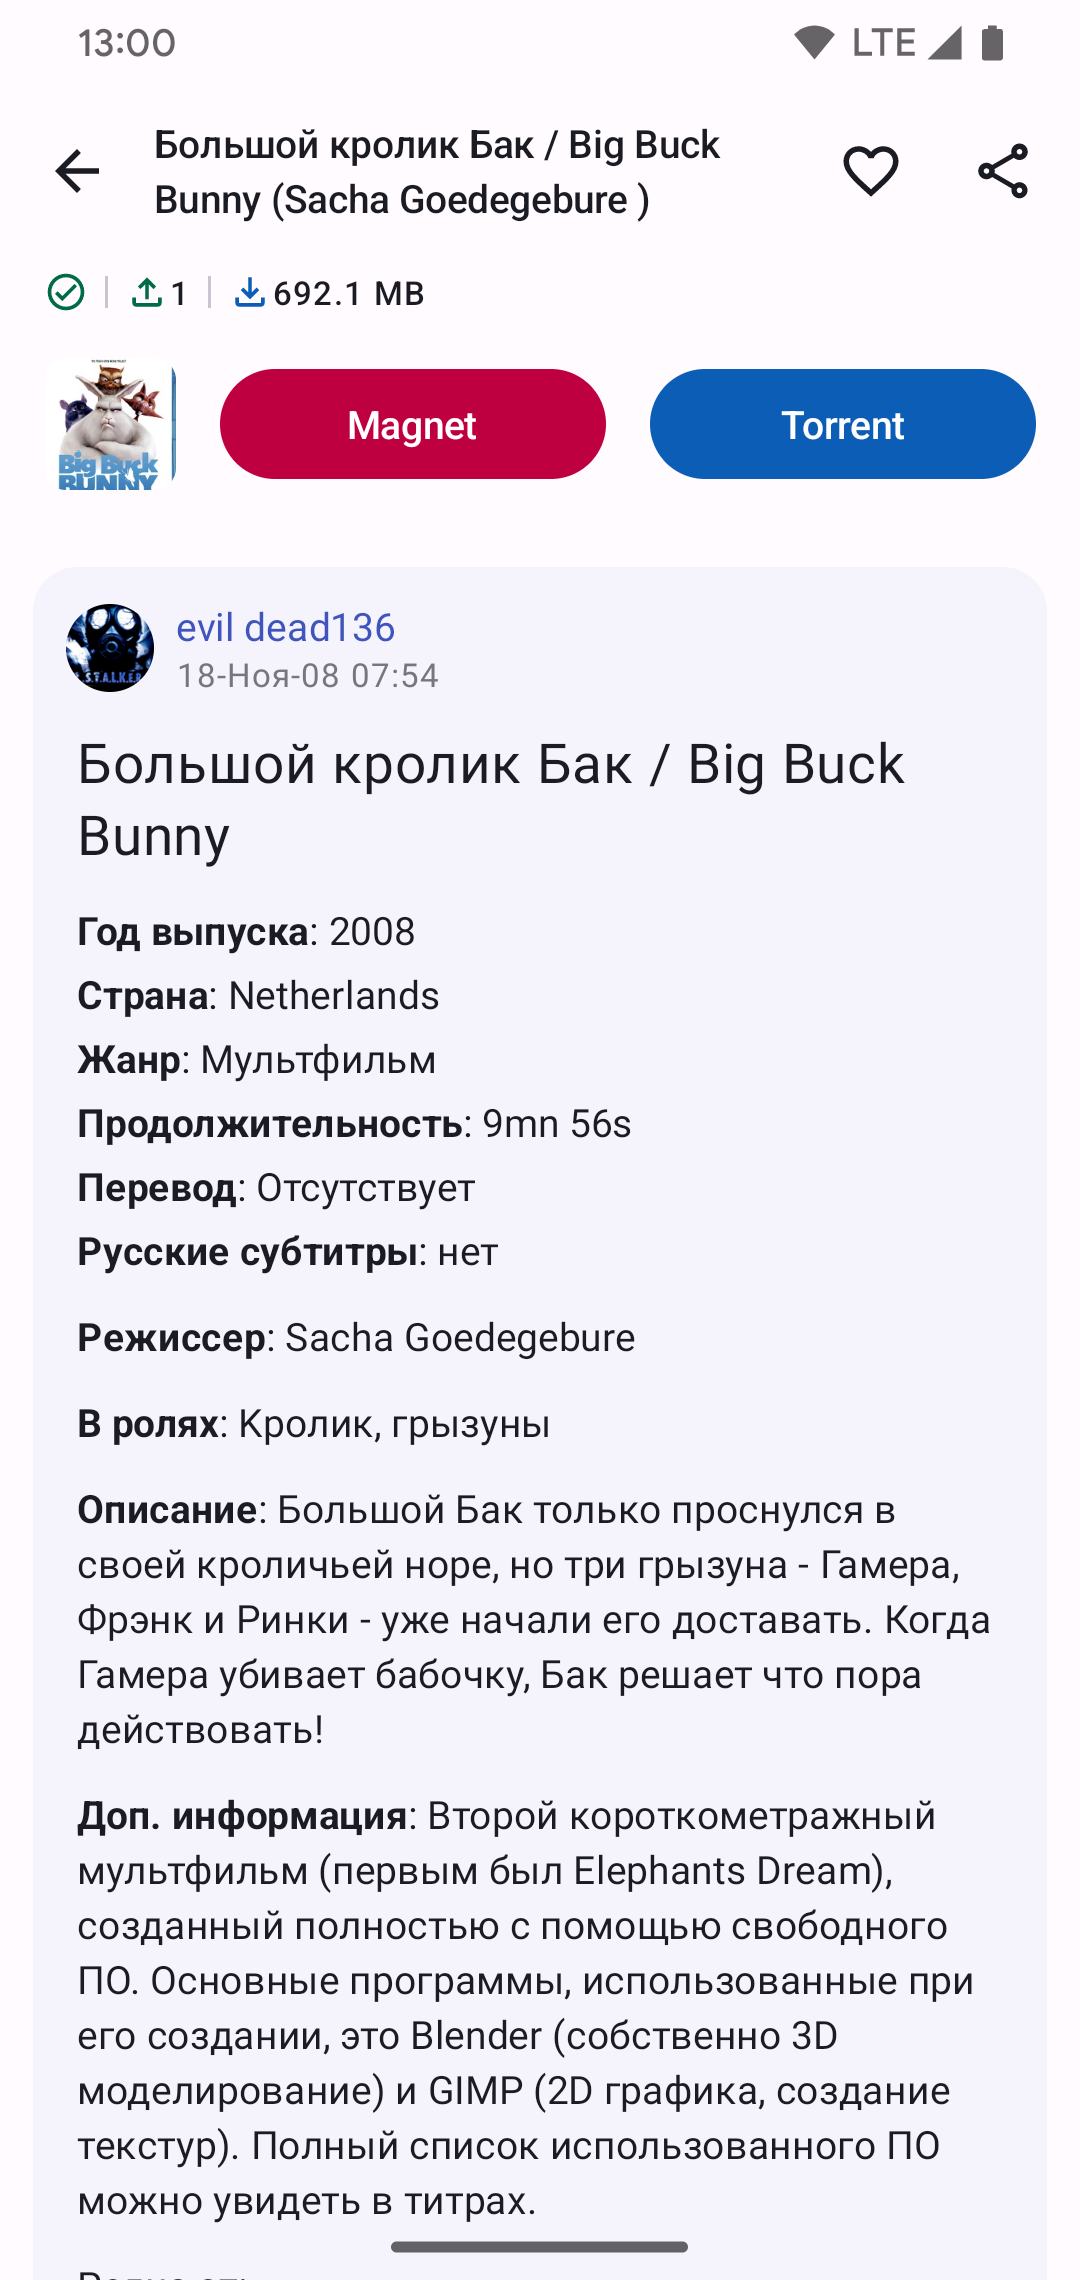 13:00
LTE
Большой кролик Бак / Big Buck
Bunny (Sacha Goedegebure )
1
692.1 MB
Big Buck
BUNNY
Magnet
Torrent
S.T.A.L.K.E.R
evil dead136
18-Ноя-08 07:54
Большой кролик Бак / Big Buck
Bunny
Год выпуска: 2008
Страна: Netherlands
Жанр: Мультфильм
Продолжительность: 9mn 56s
Перевод: Отсутствует
Русские субтитры: нет
Режиссер: Sacha Goedegebure
В ролях: Кролик, грызуны
Описание: Большой Бак только проснулся в
своей кроличьей норе, но три грызуна - Гамера,
Фрэнк и Ринки - уже начали его доставать. Когда
Гамера убивает бабочку, Бак решает что пора
действовать!
Доп. информация: Второй короткометражный
мультфильм (первым был Elephants Dream),
созданный полностью с помощью свободного
ПО. Основные программы, использованные при
его создании, это Blender (собственно 3D
моделирование) и GIMP (2D графика, создание
текстур). Полный список использованного ПО
можно увидеть в титрах.